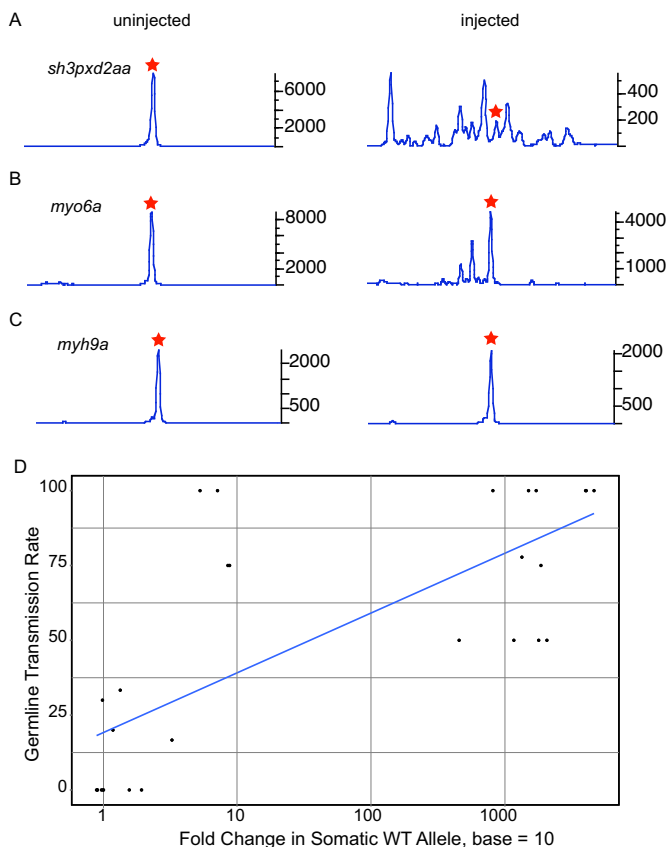 A
uninjected
injected
sh3pxd2aa
6000
2000
400
200
B
myo6a
8000
2000
4000
1000
C
myh9a
2000
500
2000
500
D
100
75
50
25
0
Germline Transmission Rate
1
10
100
1000
Fold Change in Somatic WT Allele, base = 10